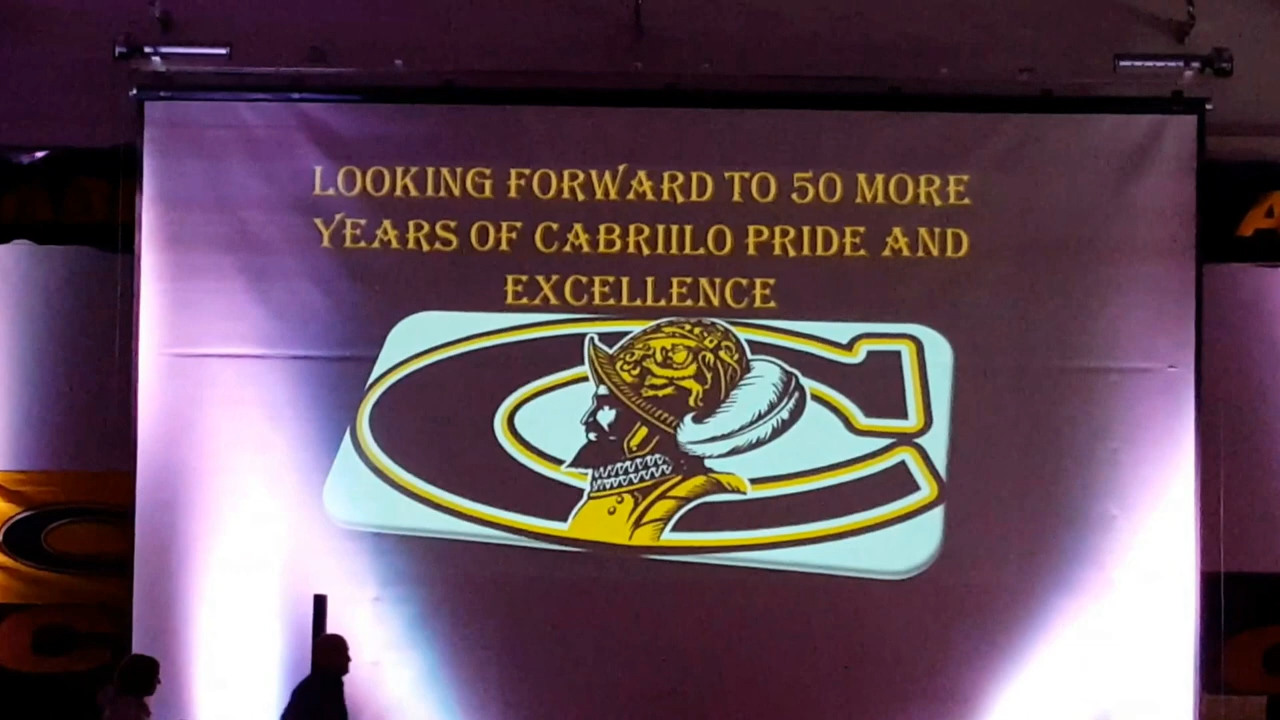 LOOKING FORWARD TO 50 MORE
YEARS OF CABRIILO PRIDE AND
EXCELLENCE
C